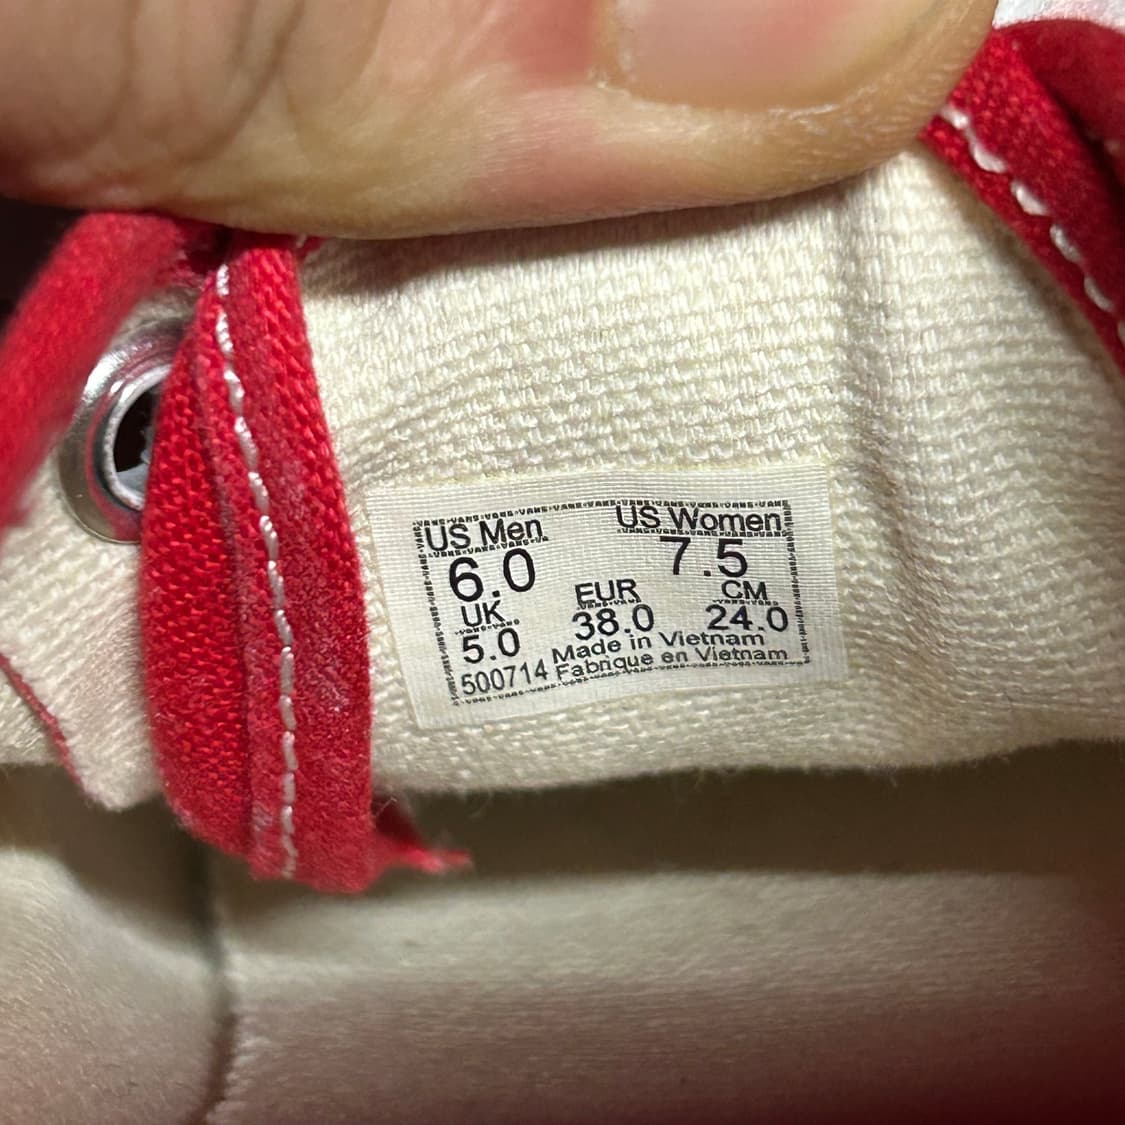 US Men US Women
6.0 7.5
UK EUR CM
5.0 38.0 24.0
Made in Vietnam
500714 Fabrique en Vietnam